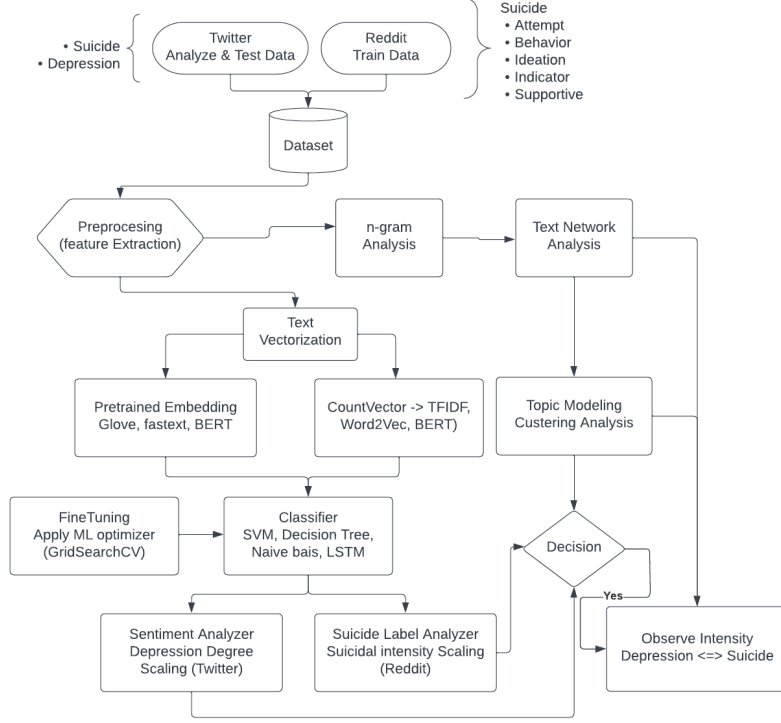 Suicide
• Attempt
• Behavior
• Ideation
• Indicator
• Supportive
• Suicide
• Depression
Twitter
Analyze & Test Data
Reddit
Train Data
Dataset
Preprocesing
(feature Extraction)
n-gram
Analysis
Text Network
Analysis
Text
Vectorization
Pretrained Embedding
Glove, fastext, BERT
CountVector -> TFIDF,
Word2Vec, BERT)
Topic Modeling
Custering Analysis
FineTuning
Apply ML optimizer
(GridSearchCV)
Classifier
SVM, Decision Tree,
Naive bais, LSTM
Decision
Yes
Sentiment Analyzer
Depression Degree
Scaling (Twitter)
Suicide Label Analyzer
Suicidal intensity Scaling
(Reddit)
Observe Intensity
Depression <=> Suicide